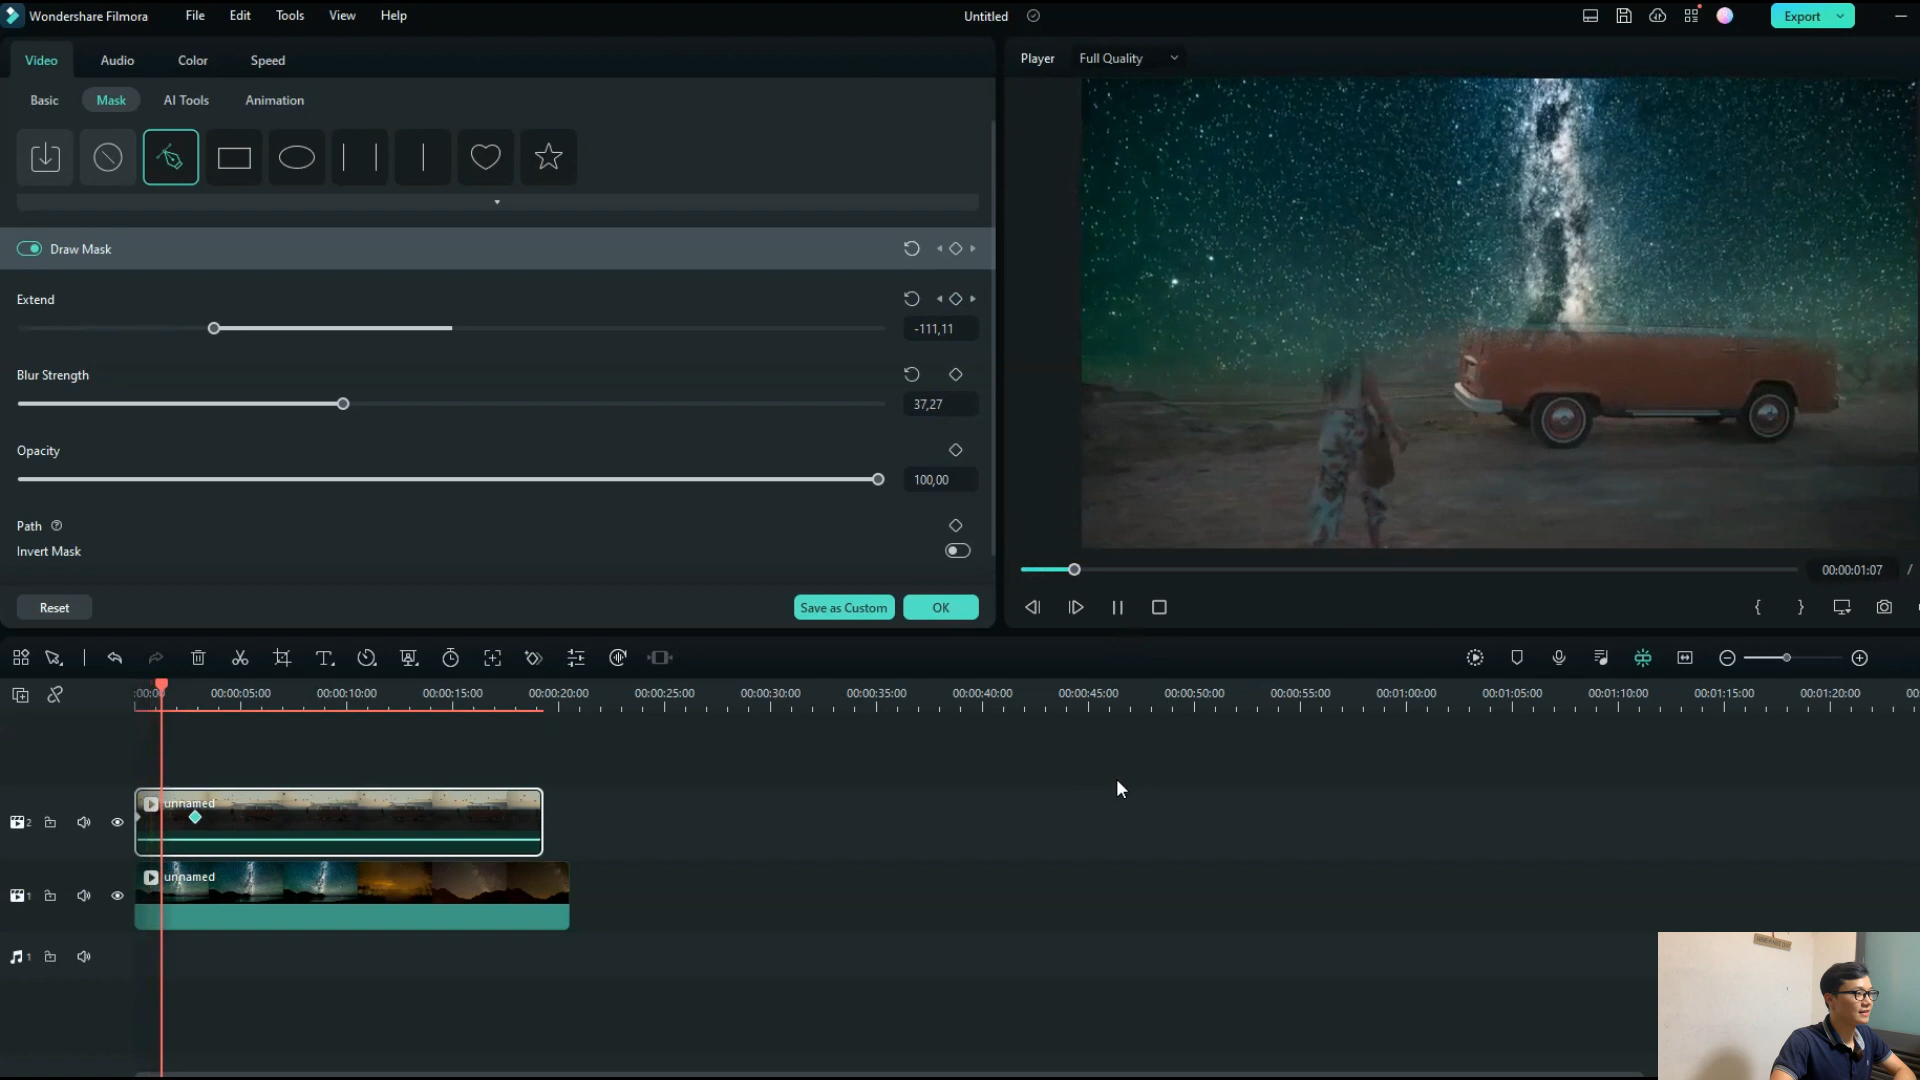 Wondershare Filmora
File
Edit
Tools
View
Help
Untitled
Export
Video
Audio
Color
Speed
Player
Full Quality
Basic
Mask
AI Tools
Animation
Draw Mask
Extend
-111,11
Blur Strength
37,27
Opacity
100,00
Path
Invert Mask
00:00:01:07 /
Reset
Save as Custom
OK
:00:00
00:00:05:00
00:00:10:00
00:00:15:00
00:00:20:00
00:00:25:00
00:00:30:00
00:00:35:00
00:00:40:00
00:00:45:00
00:00:50:00
00:00:55:00
00:01:00:00
00:01:05:00
00:01:10:00
00:01:15:00
00:01:20:00
unnamed
2
unnamed
1
1